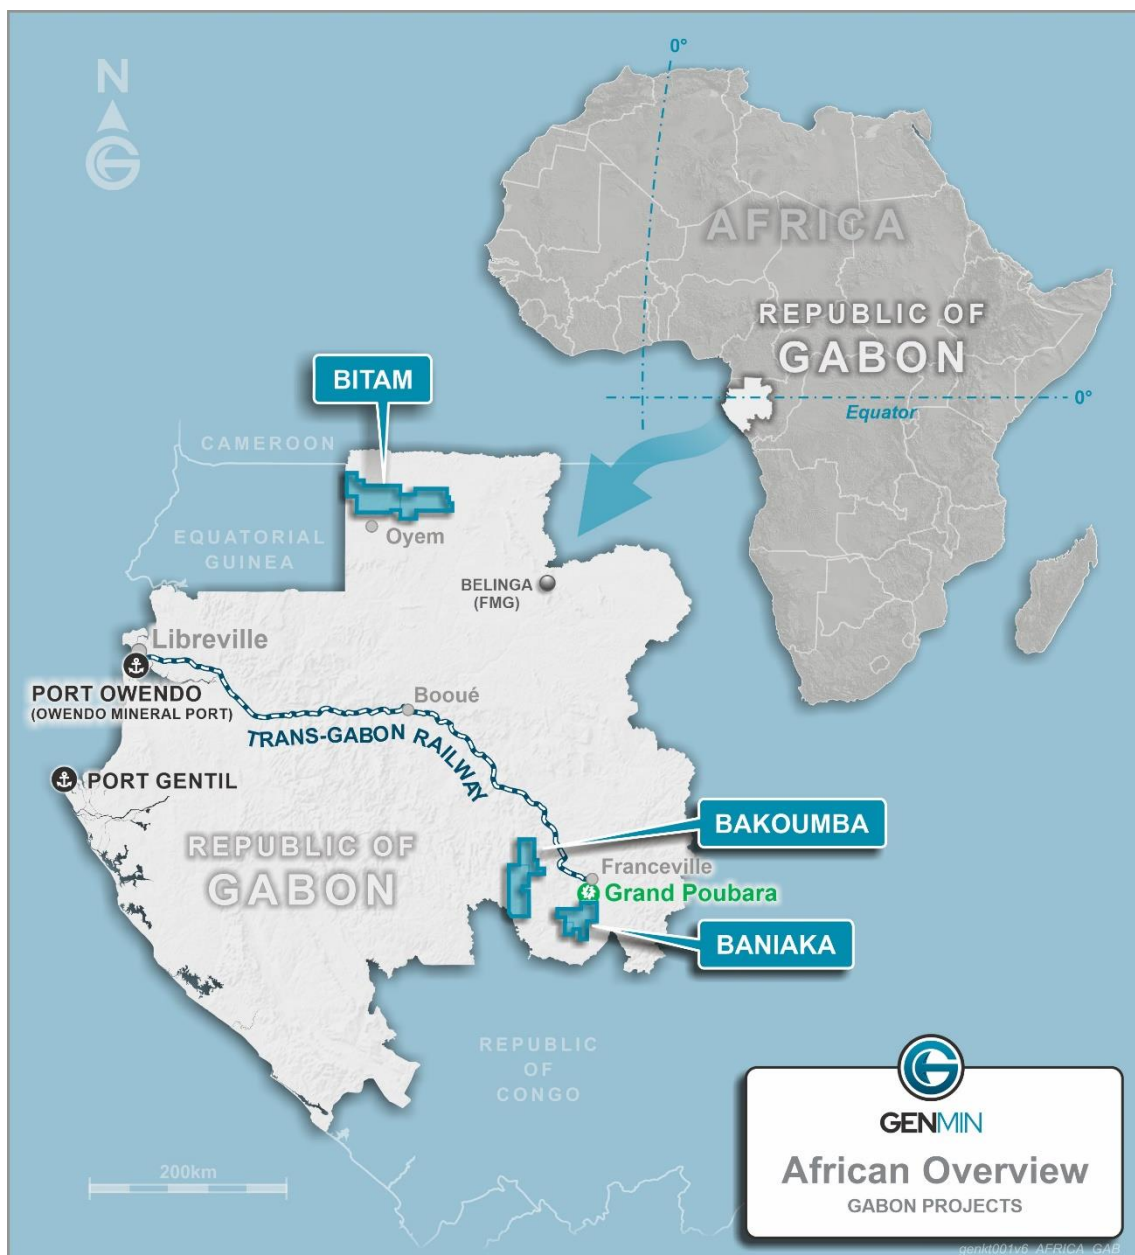 N
0°
AFRICA
REPUBLIC OF
GABON
0°
Equator
BITAM
CAMEROON
EQUATORIAL
GUINEA
Oyem
BELINGA
(FMG)
Libreville
PORT OWENDO
(OWENDO MINERAL PORT)
Booué
TRANS-GABON RAILWAY
PORT GENTIL
BAKOUMBA
REPUBLIC OF
GABON
Franceville
Grand Poubara
BANIAKA
REPUBLIC
OF
CONGO
200km
GENMIN
African Overview
GABON PROJECTS
genkt001v6_AFRICA_GAB